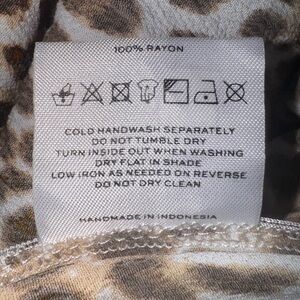 100% RAYON
COLD HANDWASH SEPARATELY
DO NOT TUMBLE DRY
TURN INSIDE OUT WHEN WASHING
DRY FLAT IN SHADE
LOW IRON AS NEEDED ON REVERSE
DO NOT DRY CLEAN
HANDMADE IN INDONESIA